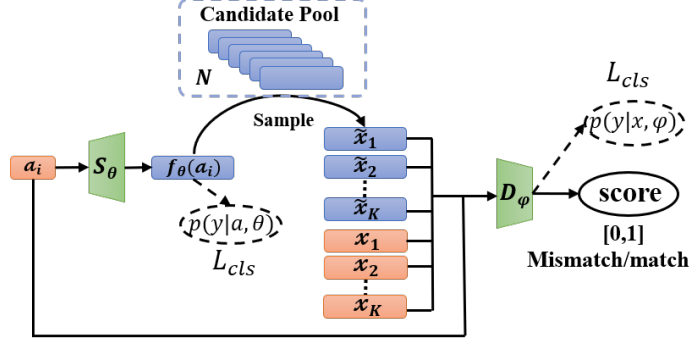 Candidate Pool
N
Sample
a_i
S_θ
f_θ(a_i)
p(y|a, θ)
L_cls
x̃_1
x̃_2
x̃_K
x_1
x_2
x_K
D_φ
L_cls
p(y|x, φ)
score
[0,1]
Mismatch/match